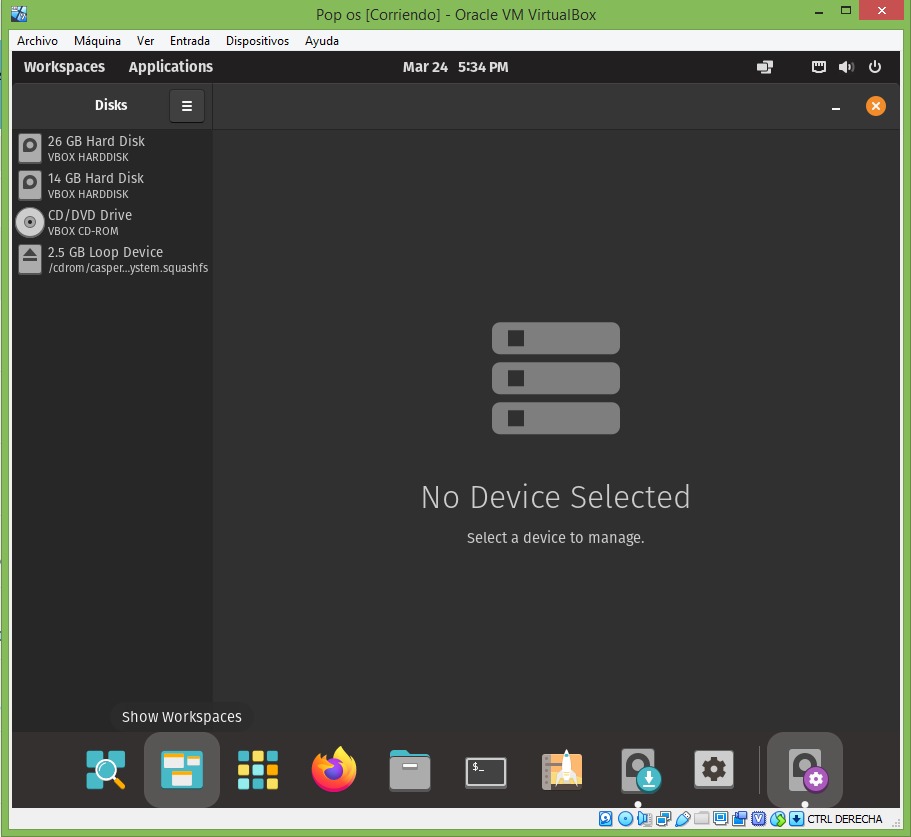 Pop os [Corriendo] - Oracle VM VirtualBox
Archivo Máquina Ver Entrada Dispositivos Ayuda
Workspaces Applications Mar 24 5:34 PM
Disks
26 GB Hard Disk
VBOX HARDDISK
14 GB Hard Disk
VBOX HARDDISK
CD/DVD Drive
VBOX CD-ROM
2.5 GB Loop Device
/cdrom/casper...ystem.squashfs
No Device Selected
Select a device to manage.
Show Workspaces
$_
CTRL DERECHA